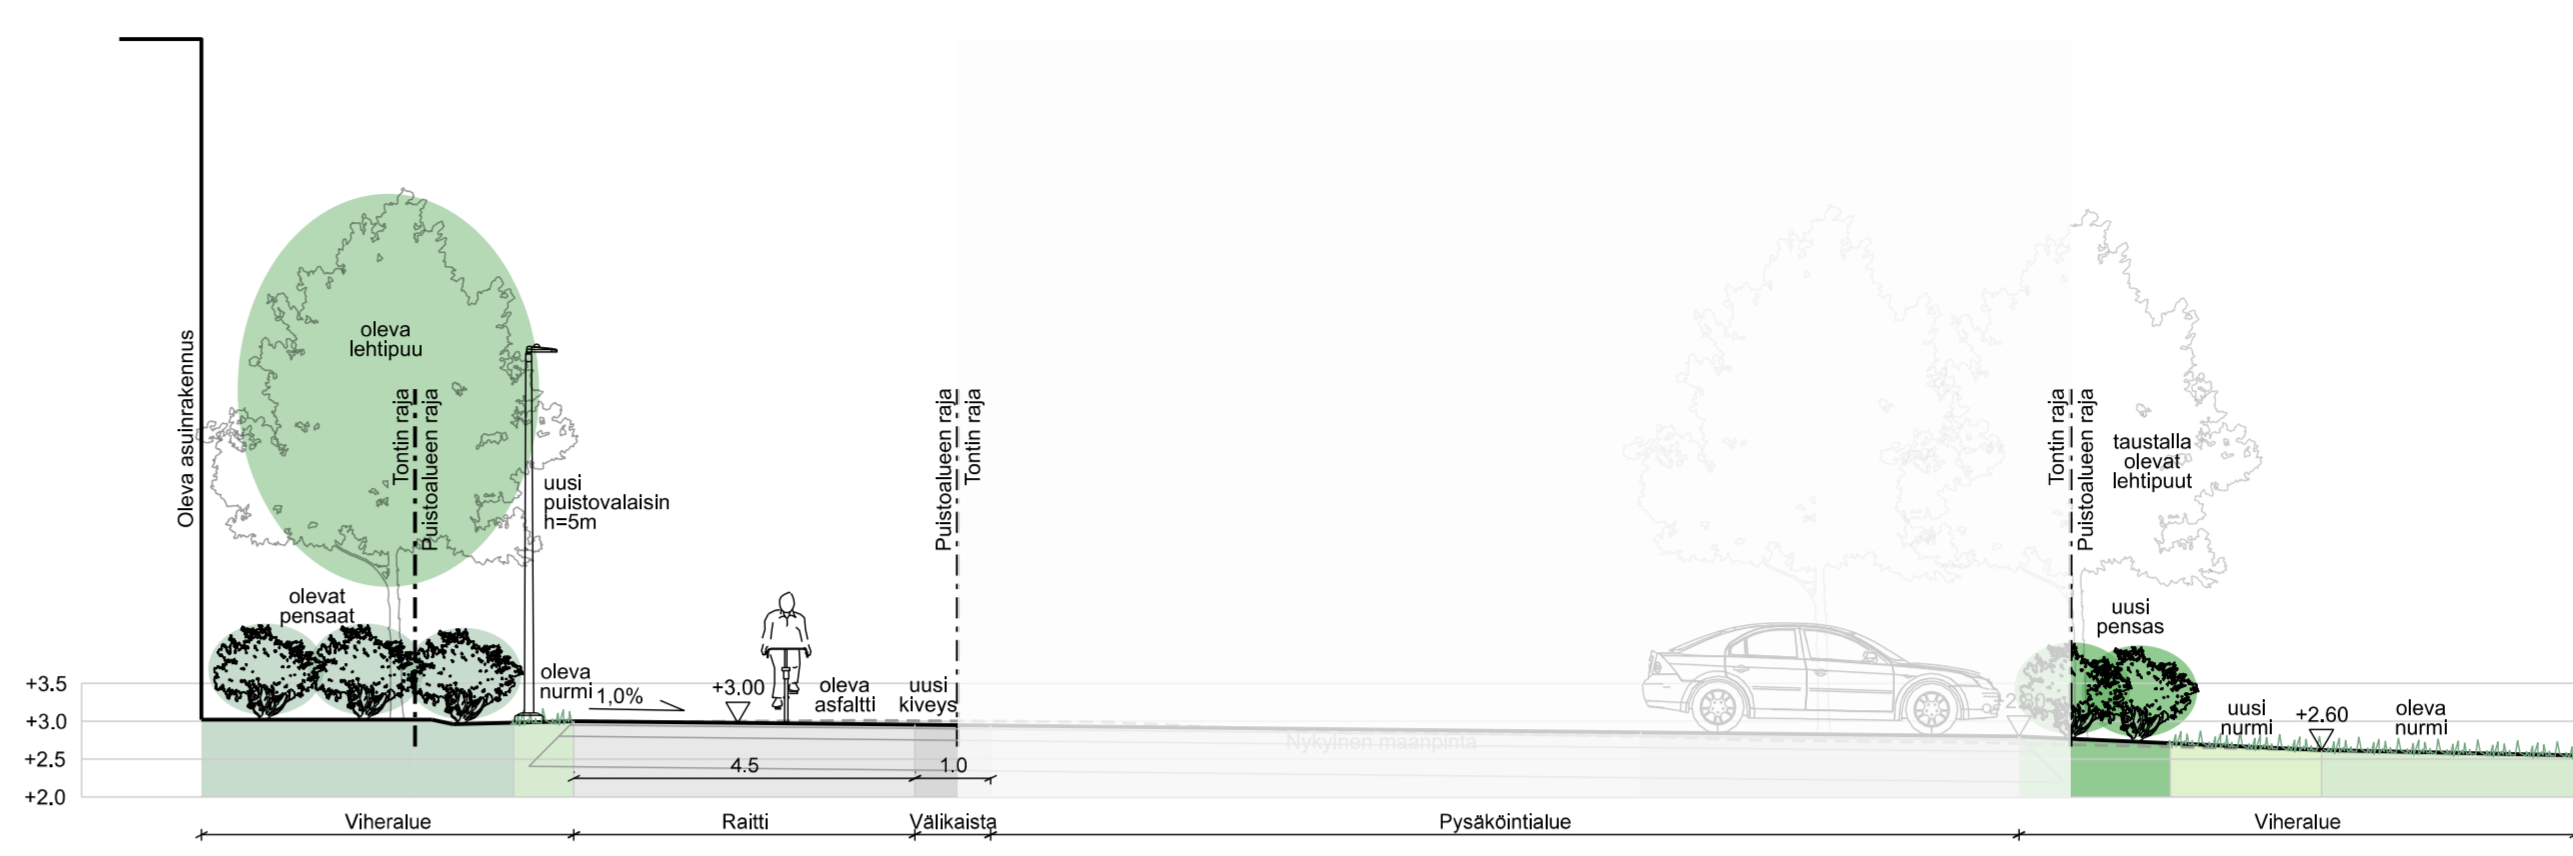 Oleva asuinrakennus
oleva
lehtipuu
Tontin raja
Puistoalueen raja
uusi
puistovalaisin
h=5m
olevat
pensaat
oleva
nurmi
1,0%
+3.00
oleva
asfaltti
uusi
kiveys
Puistoalueen raja
Tontin raja
Nykyinen maanpinta
Tontin raja
Puistoalueen raja
taustalla
olevat
lehtipuut
uusi
pensas
uusi
nurmi
+2.60
oleva
nurmi
+3.5
+3.0
+2.5
+2.0
4.5
1.0
Viheralue
Raitti
Välikaista
Pysäköintialue
Viheralue